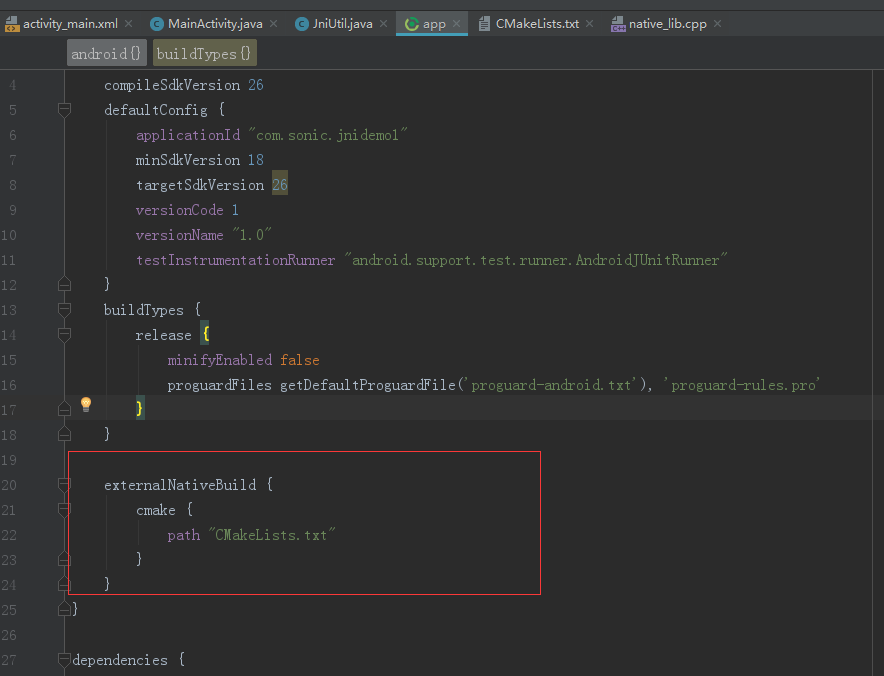 activity_main.xml MainActivity.java JniUtil.java app CMakeLists.txt native_lib.cpp
android{} buildTypes{}
4 compileSdkVersion 26
5 defaultConfig {
6 applicationId "com.sonic.jnidemo1"
7 minSdkVersion 18
8 targetSdkVersion 26
9 versionCode 1
10 versionName "1.0"
11 testInstrumentationRunner "android.support.test.runner.AndroidJUnitRunner"
12 }
13 buildTypes {
14 release {
15 minifyEnabled false
16 proguardFiles getDefaultProguardFile('proguard-android.txt'), 'proguard-rules.pro'
17 }
18 }
19
20 externalNativeBuild {
21 cmake {
22 path "CMakeLists.txt"
23 }
24 }
25 }
26
27 dependencies {